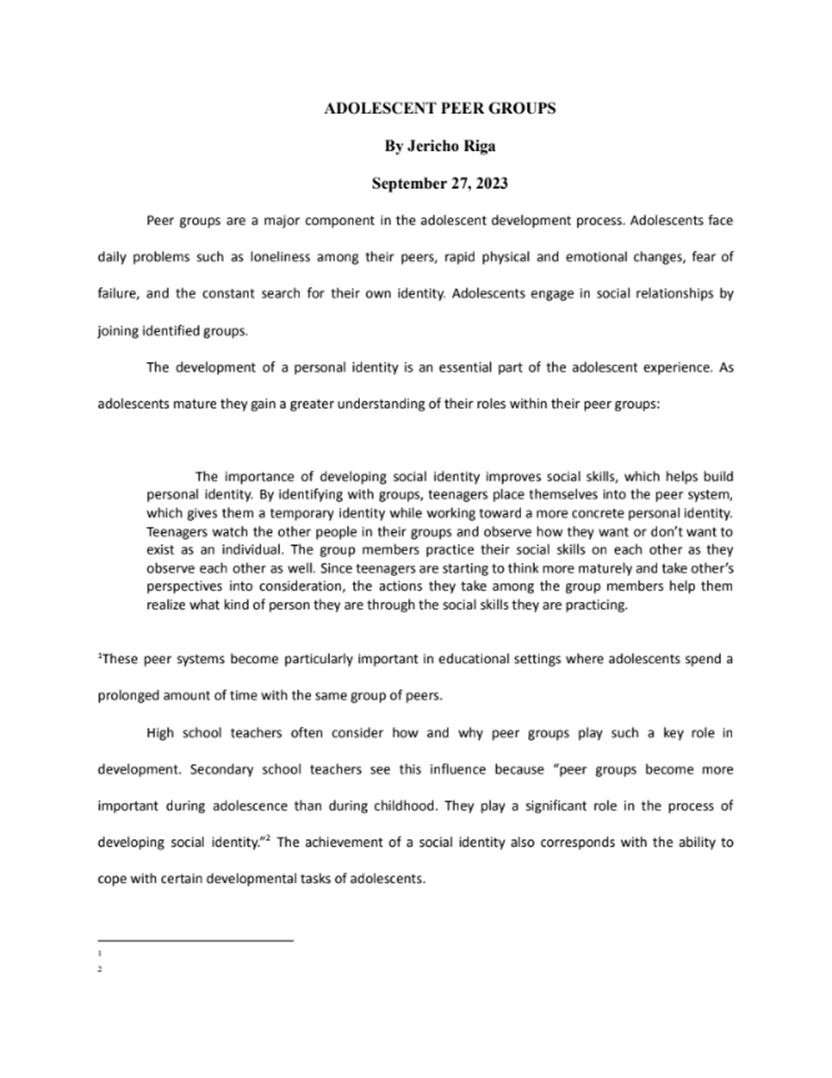 ADOLESCENT PEER GROUPS
By Jericho Riga
September 27, 2023
Peer groups are a major component in the adolescent development process. Adolescents face
daily problems such as loneliness among their peers, rapid physical and emotional changes, fear of
failure, and the constant search for their own identity. Adolescents engage in social relationships by
joining identified groups.
The development of a personal identity is an essential part of the adolescent experience. As
adolescents mature they gain a greater understanding of their roles within their peer groups:
The importance of developing social identity improves social skills, which helps build
personal identity. By identifying with groups, teenagers place themselves into the peer system,
which gives them a temporary identity while working toward a more concrete personal identity.
Teenagers watch the other people in their groups and observe how they want or don’t want to
exist as an individual. The group members practice their social skills on each other as they
observe each other as well. Since teenagers are starting to think more maturely and take other’s
perspectives into consideration, the actions they take among the group members help them
realize what kind of person they are through the social skills they are practicing.
¹These peer systems become particularly important in educational settings where adolescents spend a
prolonged amount of time with the same group of peers.
High school teachers often consider how and why peer groups play such a key role in
development. Secondary school teachers see this influence because “peer groups become more
important during adolescence than during childhood. They play a significant role in the process of
developing social identity.”² The achievement of a social identity also corresponds with the ability to
cope with certain developmental tasks of adolescents.
1
2